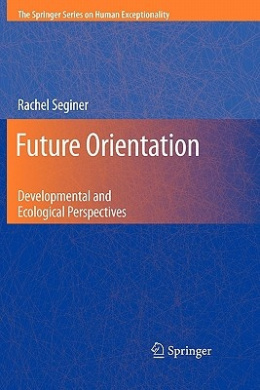 The Springer Series on Human Exceptionality
Rachel Seginer
Future Orientation
Developmental and
Ecological Perspectives
Springer